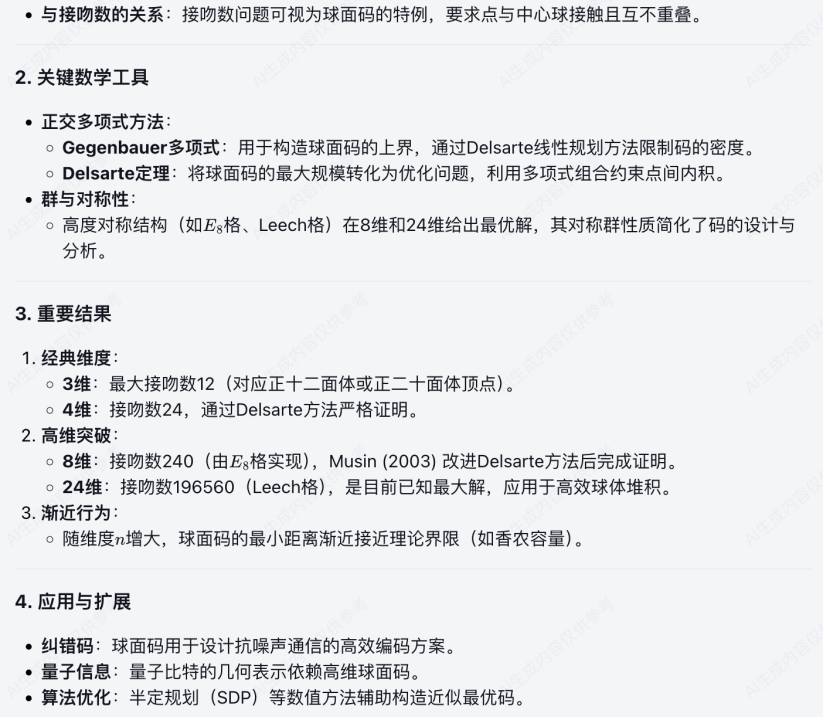 • 与接吻数的关系：接吻数问题可视为球面码的特例，要求点与中心球接触且互不重叠。
2. 关键数学工具
• 正交多项式方法：
◦ Gegenbauer多项式：用于构造球面码的上界，通过Delsarte线性规划方法限制码的密度。
◦ Delsarte定理：将球面码的最大规模转化为优化问题，利用多项式组合约束点间内积。
• 群与对称性：
◦ 高度对称结构（如E₈格、Leech格）在8维和24维给出最优解，其对称群性质简化了码的设计与
分析。
3. 重要结果
1. 经典维度：
◦ 3维：最大接吻数12（对应正十二面体或正二十面体顶点）。
◦ 4维：接吻数24，通过Delsarte方法严格证明。
2. 高维突破：
◦ 8维：接吻数240（由E₈格实现），Musin (2003) 改进Delsarte方法后完成证明。
◦ 24维：接吻数196560（Leech格），是目前已知最大解，应用于高效球体堆积。
3. 渐近行为：
◦ 随维度n增大，球面码的最小距离渐近接近理论界限（如香农容量）。
4. 应用与扩展
• 纠错码：球面码用于设计抗噪声通信的高效编码方案。
• 量子信息：量子比特的几何表示依赖高维球面码。
• 算法优化：半定规划（SDP）等数值方法辅助构造近似最优码。
AI生成内容仅供参考